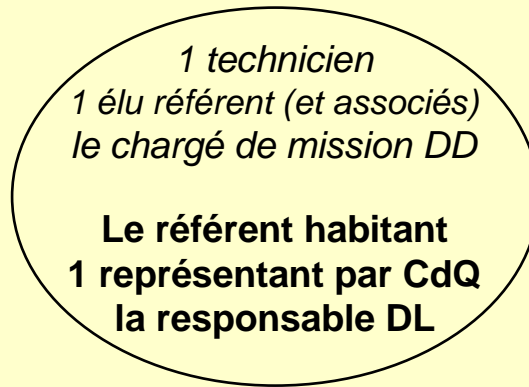 1 technicien
1 élu référent (et associés)
le chargé de mission DD
Le référent habitant
1 représentant par CdQ
la responsable DL